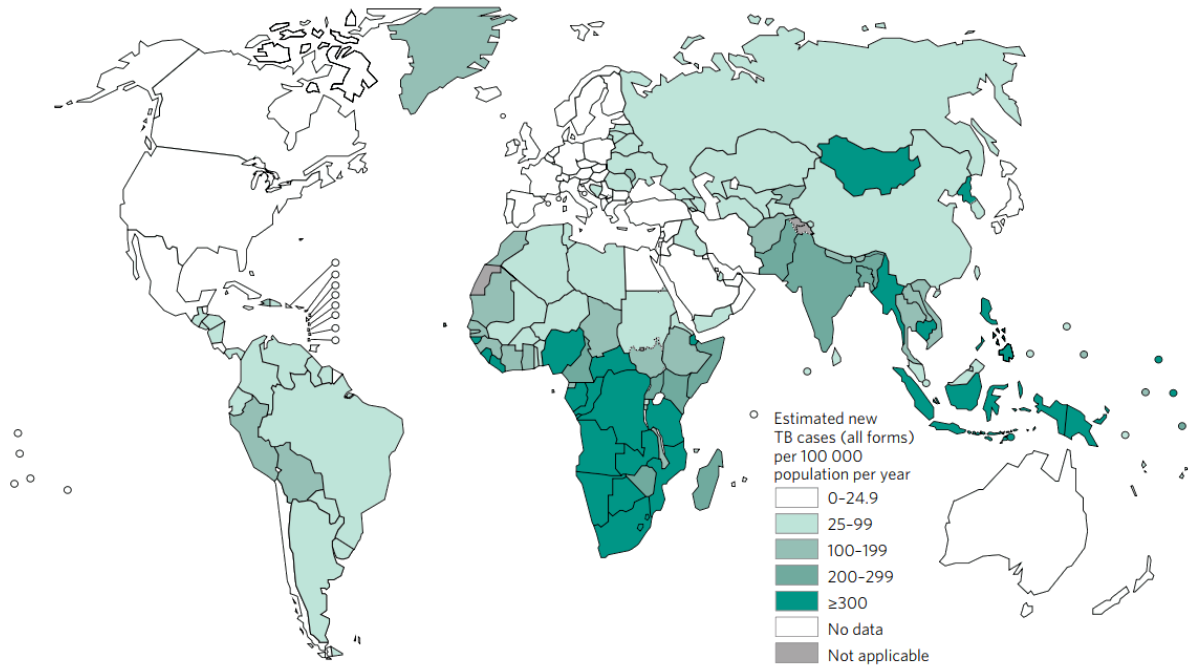 Estimated new
TB cases (all forms)
per 100 000
population per year
0–24.9
25–99
100–199
200–299
≥300
No data
Not applicable